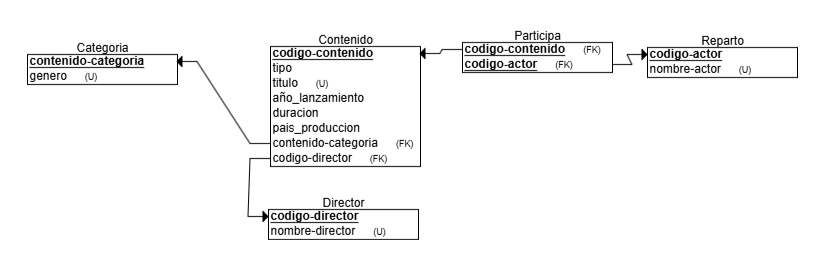 Categoria
contenido-categoria
genero (U)
Contenido
codigo-contenido
tipo
titulo (U)
año_lanzamiento
duracion
pais_produccion
contenido-categoria (FK)
codigo-director (FK)
Participa
codigo-contenido (FK)
codigo-actor (FK)
Reparto
codigo-actor
nombre-actor (U)
Director
codigo-director
nombre-director (U)